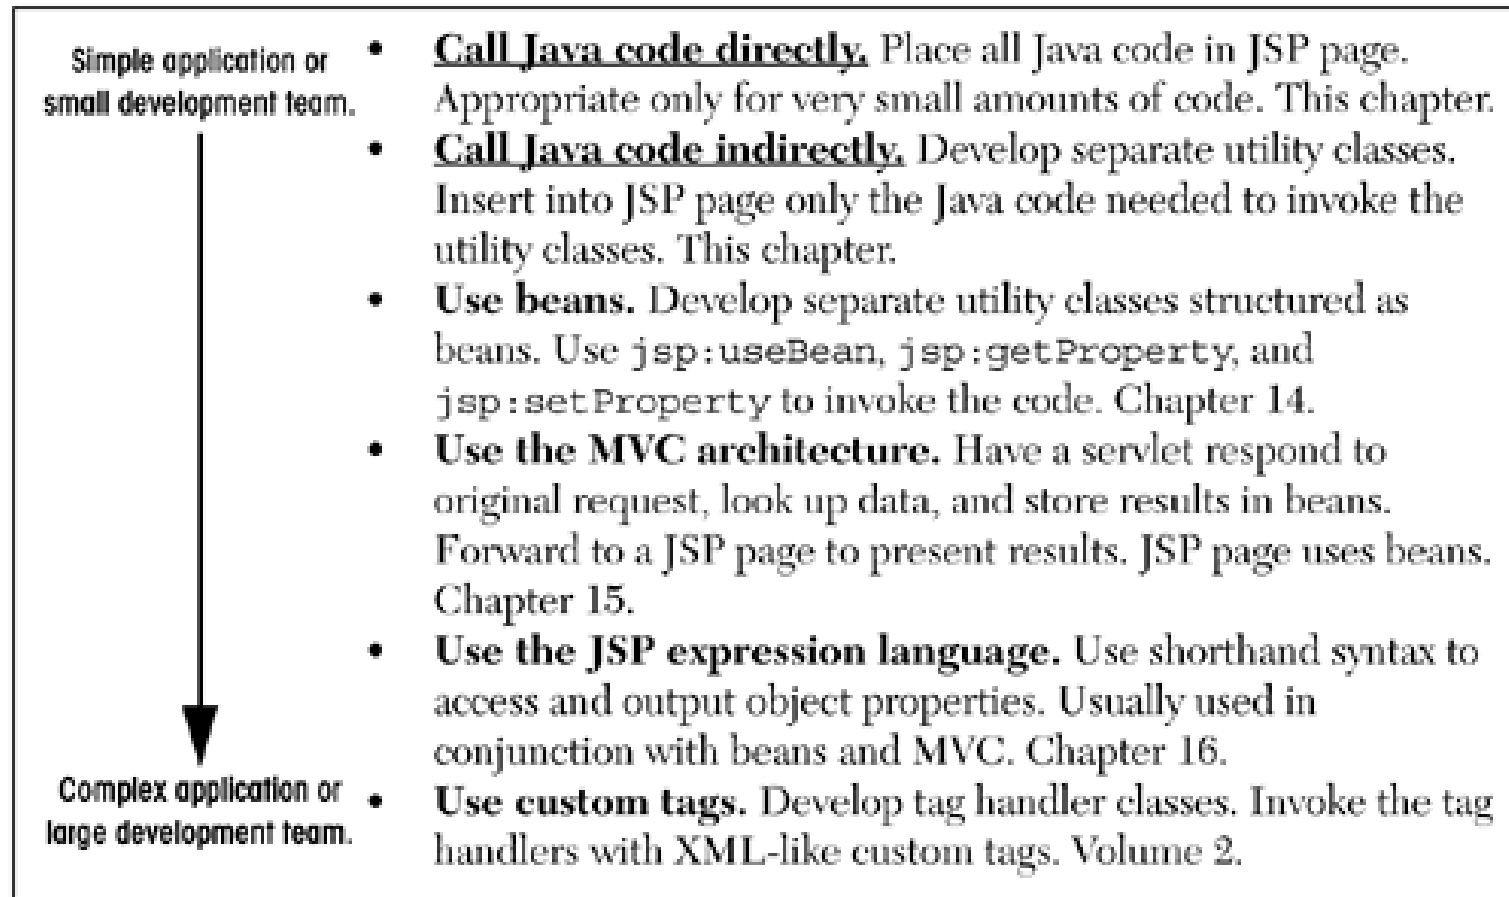 Simple application or
small development team.
• Call Java code directly. Place all Java code in JSP page.
Appropriate only for very small amounts of code. This chapter.
• Call Java code indirectly. Develop separate utility classes.
Insert into JSP page only the Java code needed to invoke the
utility classes. This chapter.
• Use beans. Develop separate utility classes structured as
beans. Use jsp:useBean, jsp:getProperty, and
jsp:setProperty to invoke the code. Chapter 14.
• Use the MVC architecture. Have a servlet respond to
original request, look up data, and store results in beans.
Forward to a JSP page to present results. JSP page uses beans.
Chapter 15.
• Use the JSP expression language. Use shorthand syntax to
access and output object properties. Usually used in
conjunction with beans and MVC. Chapter 16.
Complex application or
large development team.
• Use custom tags. Develop tag handler classes. Invoke the tag
handlers with XML-like custom tags. Volume 2.